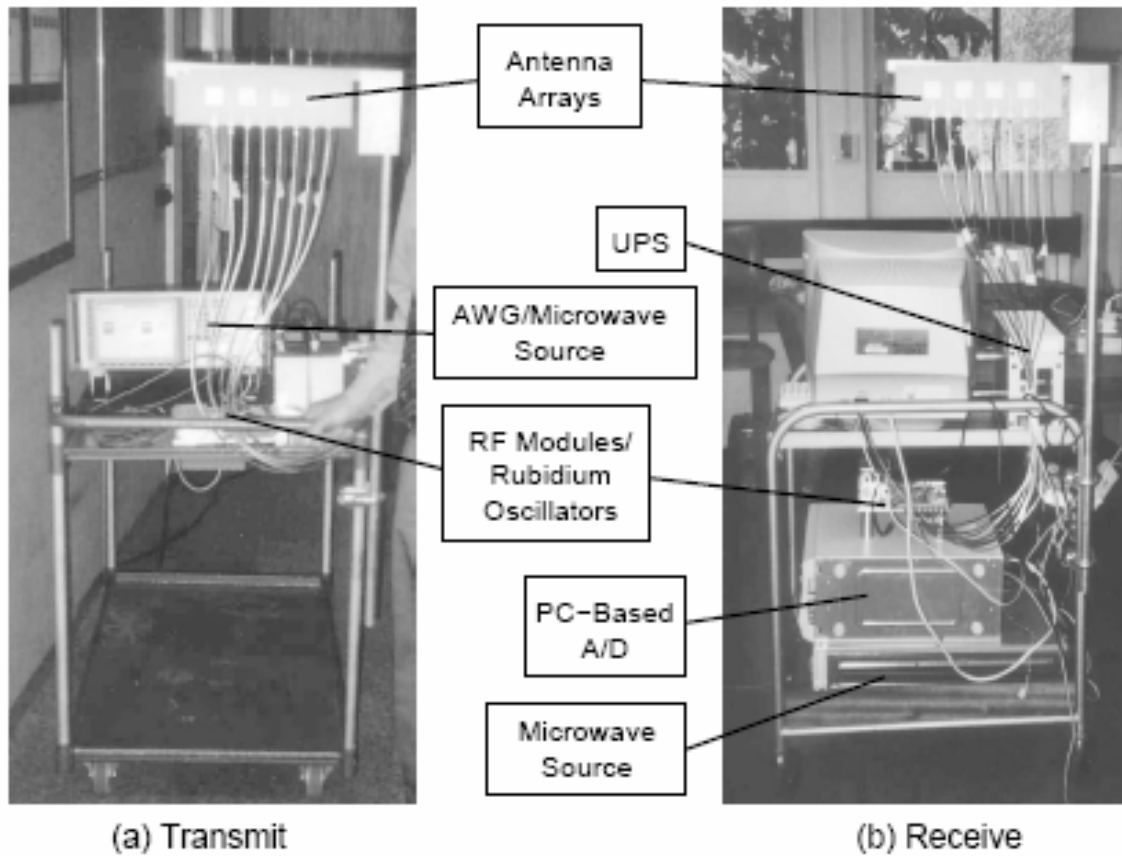 Antenna
Arrays
UPS
AWG/Microwave
Source
RF Modules/
Rubidium
Oscillators
PC−Based
A/D
Microwave
Source
(a) Transmit
(b) Receive